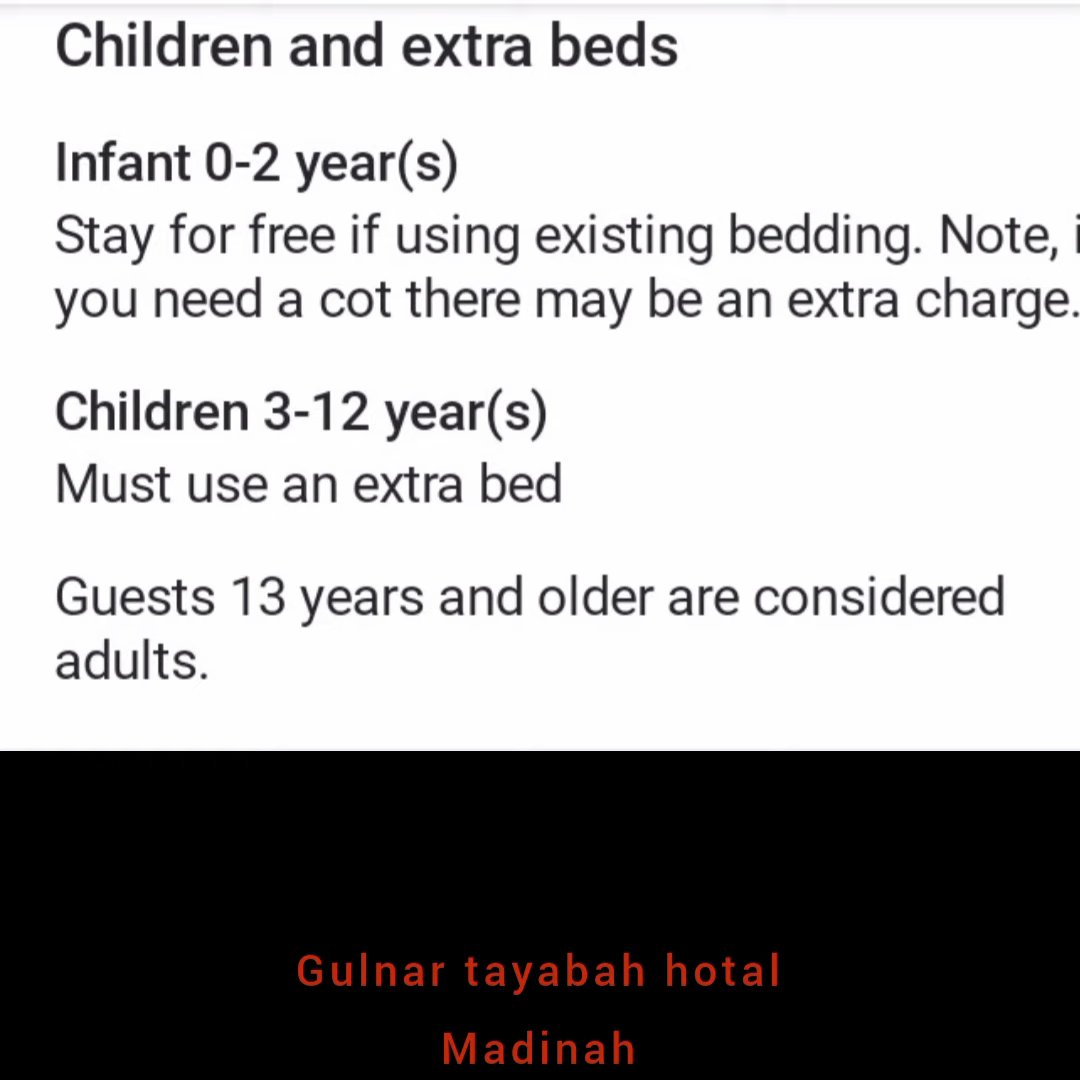 Children and extra beds
Infant 0-2 year(s)
Stay for free if using existing bedding. Note,
you need a cot there may be an extra charge.
Children 3-12 year(s)
Must use an extra bed
Guests 13 years and older are considered
adults.
Gulnar tayabah hotal
Madinah